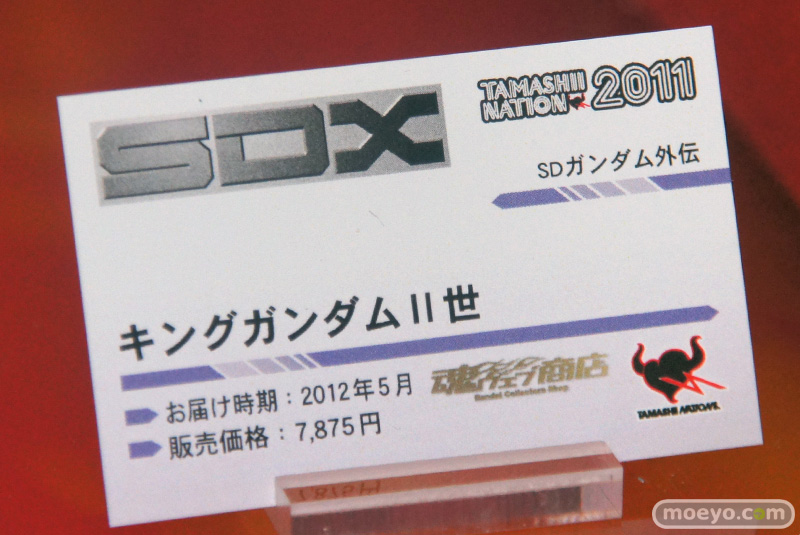 SDX
TAMASHII
NATION 2011
SDガンダム外伝
キングガンダムⅡ世
お届け時期：2012年5月
販売価格：7,875円
魂ウェブ商店
Bandai Collectors Shop
TAMASHII NATIONS
moeyo.com